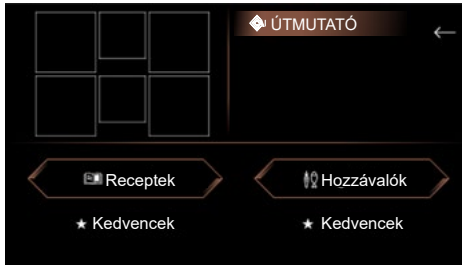 ÚTMUTATÓ
Receptek
Hozzávalók
Kedvencek
Kedvencek